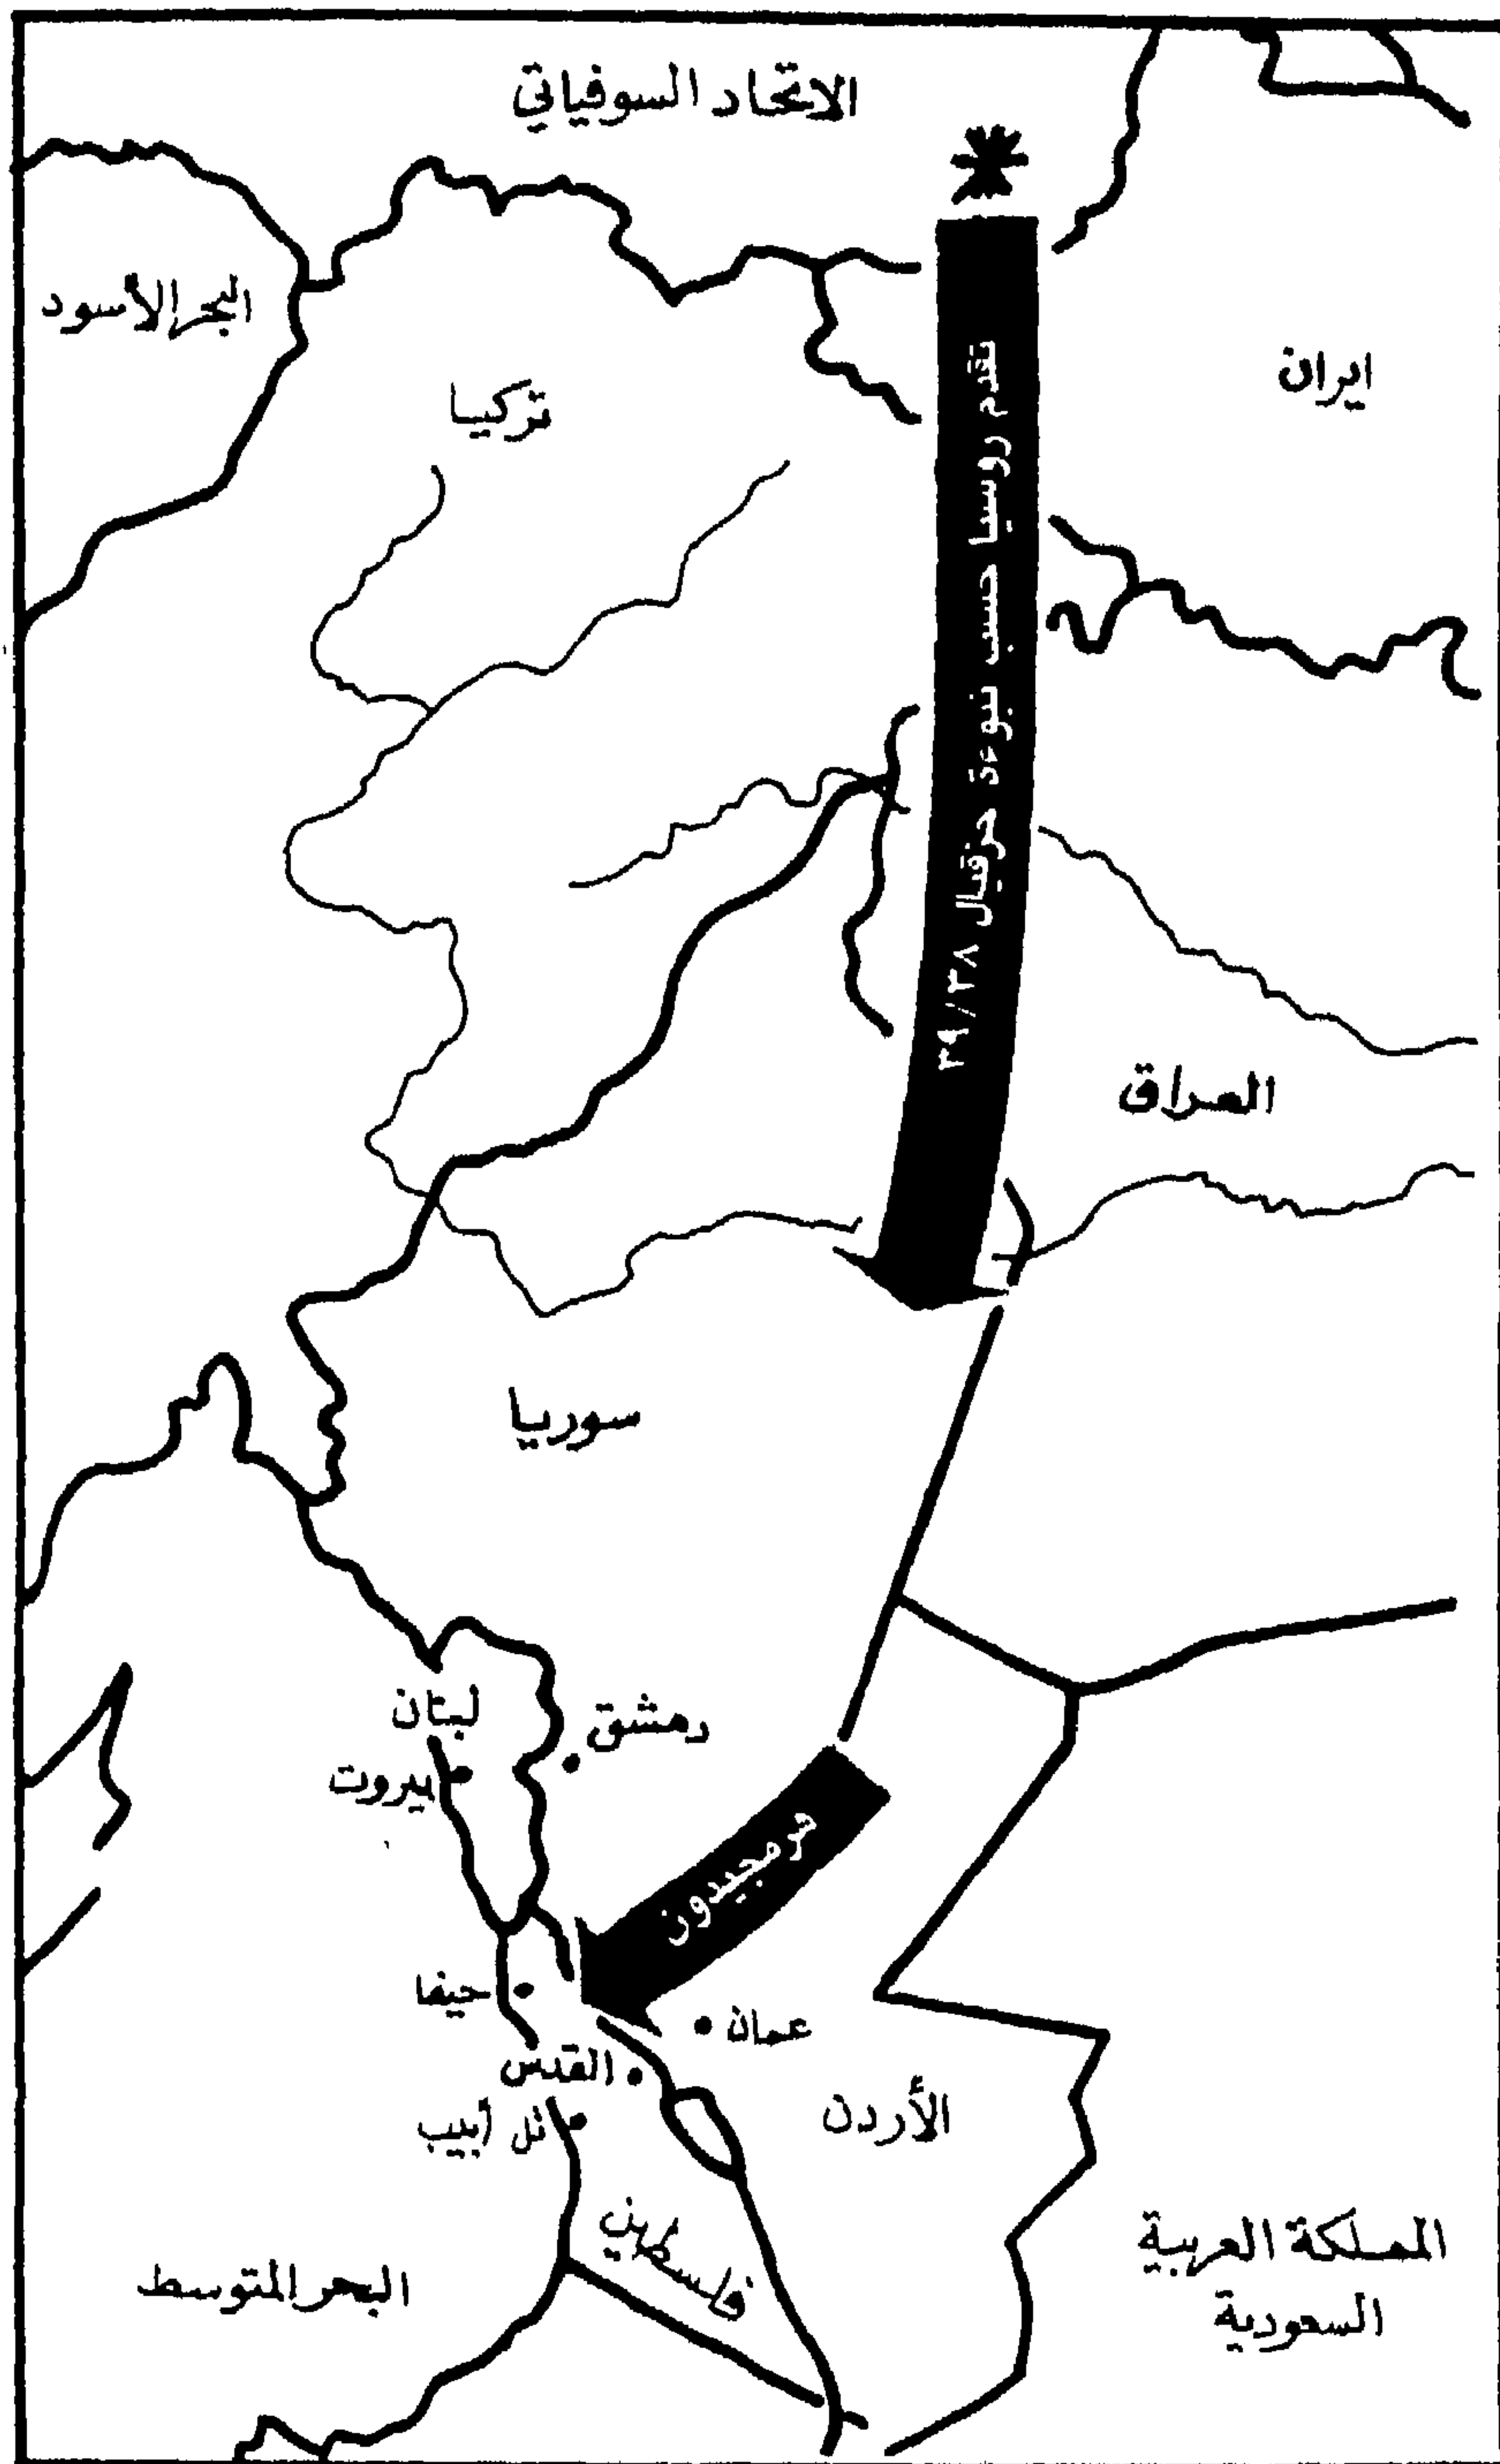 الاتحاد السوفياتي
البحر الأسود
تركيا
ايران
تقدم روسيا حسب نبوءة حزقيال ٣٨/٣٩
العراق
سوريا
لبنان
دمشق
بيروت
هرمجيدون
حيفا
عمان
القدس
تل أبيب
الأردن
فلسطين
المملكة العربية
السعودية
البحر المتوسط